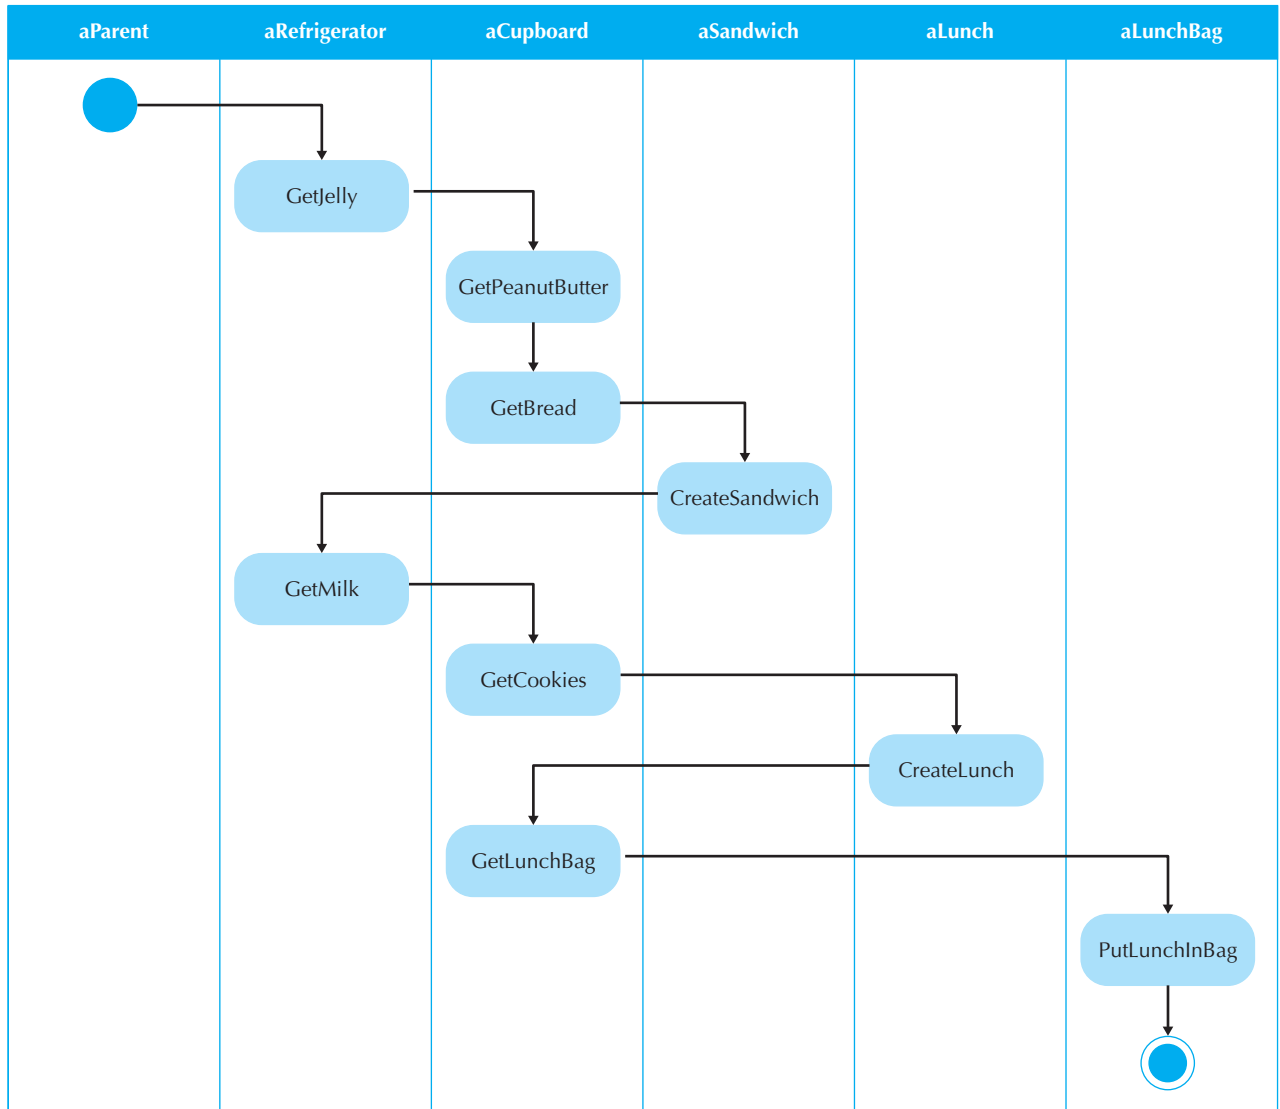 aParent
aRefrigerator
aCupboard
aSandwich
aLunch
aLunchBag
GetJelly
GetPeanutButter
GetBread
CreateSandwich
GetMilk
GetCookies
CreateLunch
GetLunchBag
PutLunchInBag